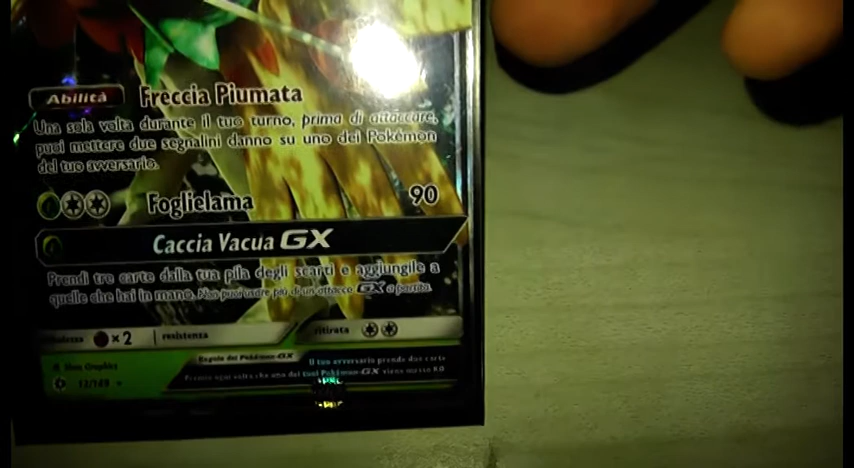 Abilità Freccia Piumata
Una sola volta durante il tuo turno, prima di attaccare,
puoi mettere due segnalini danno su uno dei Pokémon
del tuo avversario.
Foglielama 90
Caccia Vacua GX
Prendi tre carte dalla tua pila degli scarti e aggiungile a
quelle che hai in mano. Non puoi usare più di un attacco GX a partita.
×2 resistenza ritirata
Regola dei Pokémon-GX Il tuo avversario prende due carte
Premio ogni volta che uno dei tuoi Pokémon-GX viene messo KO
12/149